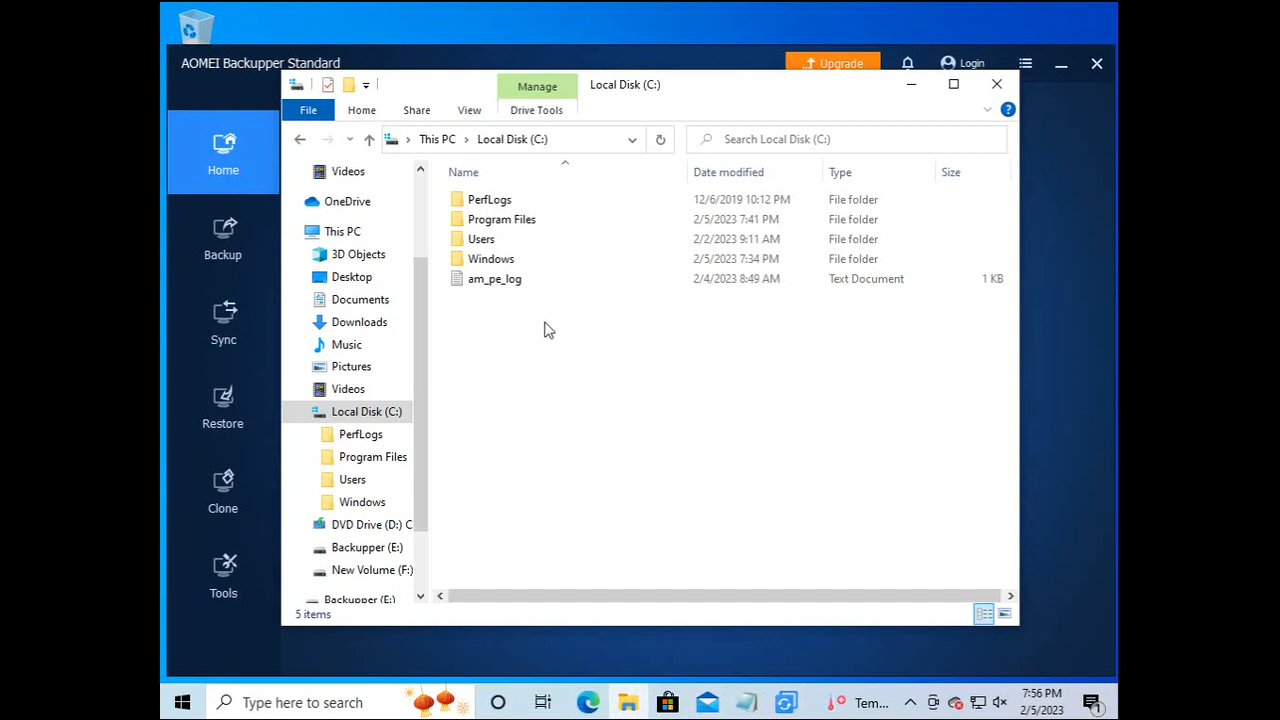 AOMEI Backupper Standard
Upgrade
Login
Manage
Local Disk (C:)
File
Home
Share
View
Drive Tools
This PC
Local Disk (C:)
Search Local Disk (C:)
Name
Date modified
Type
Size
PerfLogs
12/6/2019 10:12 PM
File folder
Program Files
2/5/2023 7:41 PM
File folder
Users
2/2/2023 9:11 AM
File folder
Windows
2/5/2023 7:34 PM
File folder
am_pe_log
2/4/2023 8:49 AM
Text Document
1 KB
Videos
OneDrive
This PC
3D Objects
Desktop
Documents
Downloads
Music
Pictures
Videos
Local Disk (C:)
PerfLogs
Program Files
Users
Windows
DVD Drive (D:) C
Backupper (E:)
New Volume (F:)
Backupper (E:)
5 items
Home
Backup
Sync
Restore
Clone
Tools
Type here to search
Tem...
7:56 PM
2/5/2023
1